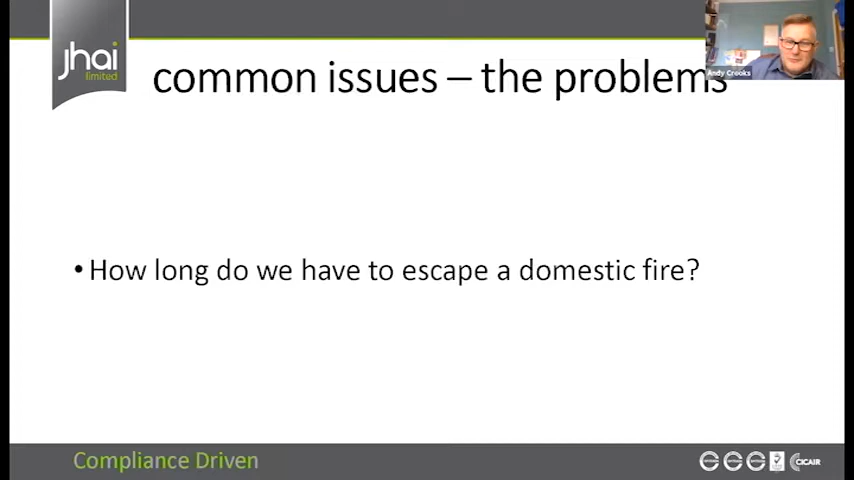 jhai
limited
common issues – the problems
Andy Crooks
• How long do we have to escape a domestic fire?
Compliance Driven
CICAIR